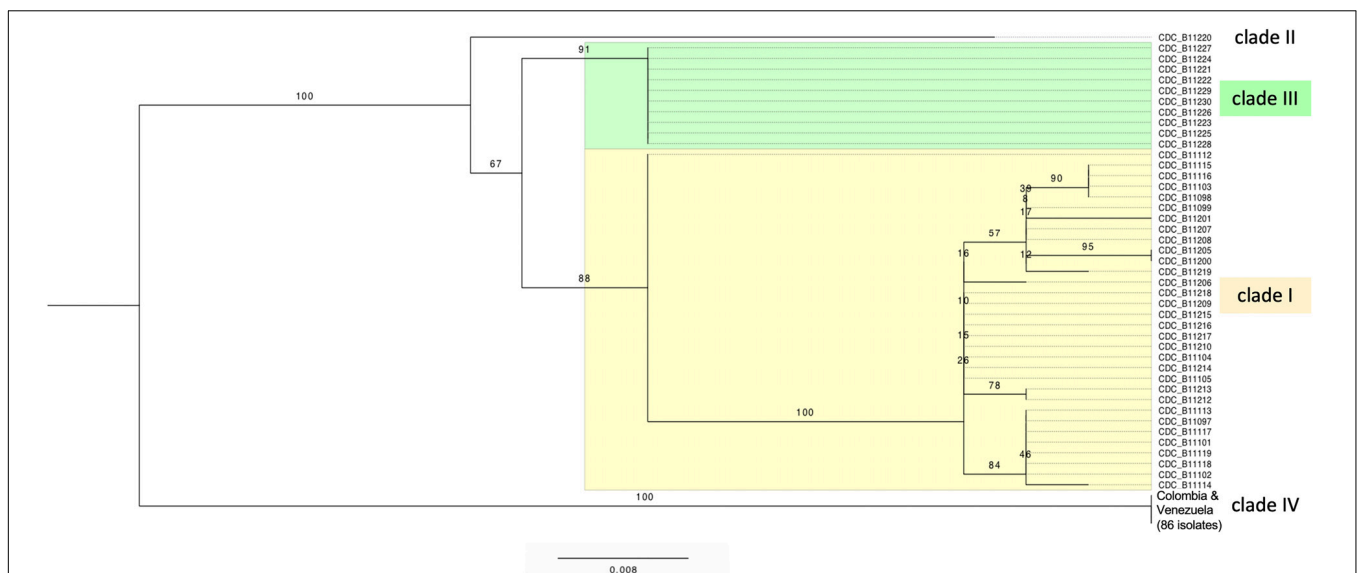 CDC_B11220
clade II
91
CDC_B11227
CDC_B11224
CDC_B11221
CDC_B11222
CDC_B11229
100
clade III
CDC_B11230
CDC_B11226
CDC_B11223
CDC_B11225
CDC_B11228
CDC_B11112
67
CDC_B11115
CDC_B11116
90
CDC_B11103
39
CDC_B11098
8
CDC_B11099
17
CDC_B11201
CDC_B11207
57
CDC_B11208
95
CDC_B11205
16
12
CDC_B11200
CDC_B11219
88
CDC_B11206
CDC_B11218
clade I
10
CDC_B11209
CDC_B11215
CDC_B11216
15
CDC_B11217
CDC_B11210
26
CDC_B11104
CDC_B11214
CDC_B11105
78
CDC_B11213
CDC_B11212
100
CDC_B11113
CDC_B11097
CDC_B11117
CDC_B11101
46
CDC_B11119
84
CDC_B11118
CDC_B11102
CDC_B11114
100
Colombia &
Venezuela
(86 isolates)
clade IV
0.008